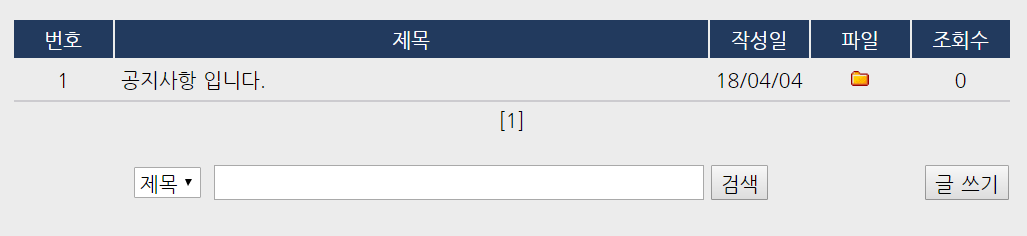 번호 제목 작성일 파일 조회수
1 공지사항 입니다. 18/04/04 0
[1]
제목 검색 글 쓰기